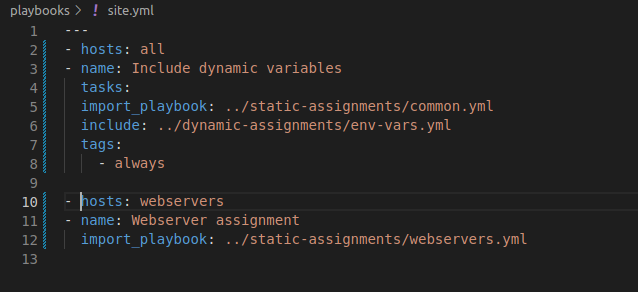 playbooks > ! site.yml
1 ---
2 - hosts: all
3 - name: Include dynamic variables
4   tasks:
5   import_playbook: ../static-assignments/common.yml
6   include: ../dynamic-assignments/env-vars.yml
7   tags:
8     - always
9
10 - hosts: webservers
11 - name: Webserver assignment
12   import_playbook: ../static-assignments/webservers.yml
13